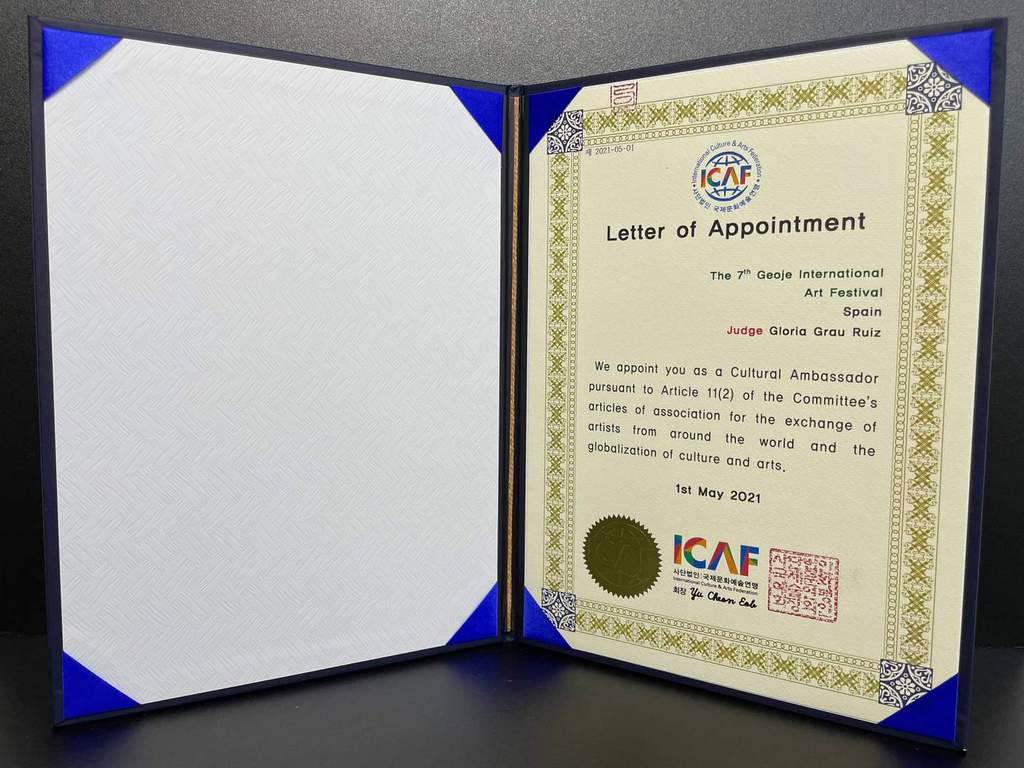 제 2021-05-01
International Culture & Arts Federation
ICAF
사단법인 국제문화예술연맹
Letter of Appointment
The 7th Geoje International
Art Festival
Spain
Judge Gloria Grau Ruiz
We appoint you as a Cultural Ambassador
pursuant to Article 11(2) of the Committee's
articles of association for the exchange of
artists from around the world and the
globalization of culture and arts.
1st May 2021
ICAF
사단법인 국제문화예술연맹
International Culture & Arts Federation
회장 Yu Cheon Eob